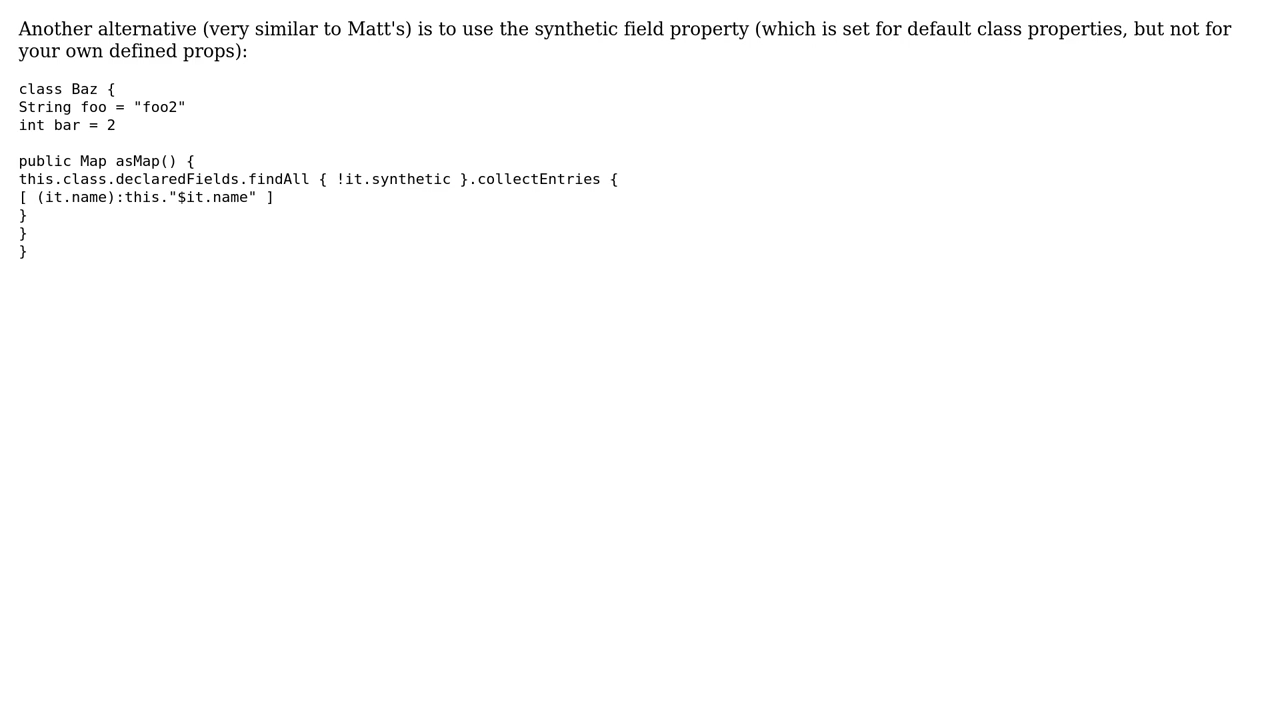 Another alternative (very similar to Matt's) is to use the synthetic field property (which is set for default class properties, but not for
your own defined props):
class Baz {
String foo = "foo2"
int bar = 2
public Map asMap() {
this.class.declaredFields.findAll { !it.synthetic }.collectEntries {
[ (it.name):this."$it.name" ]
}
}
}